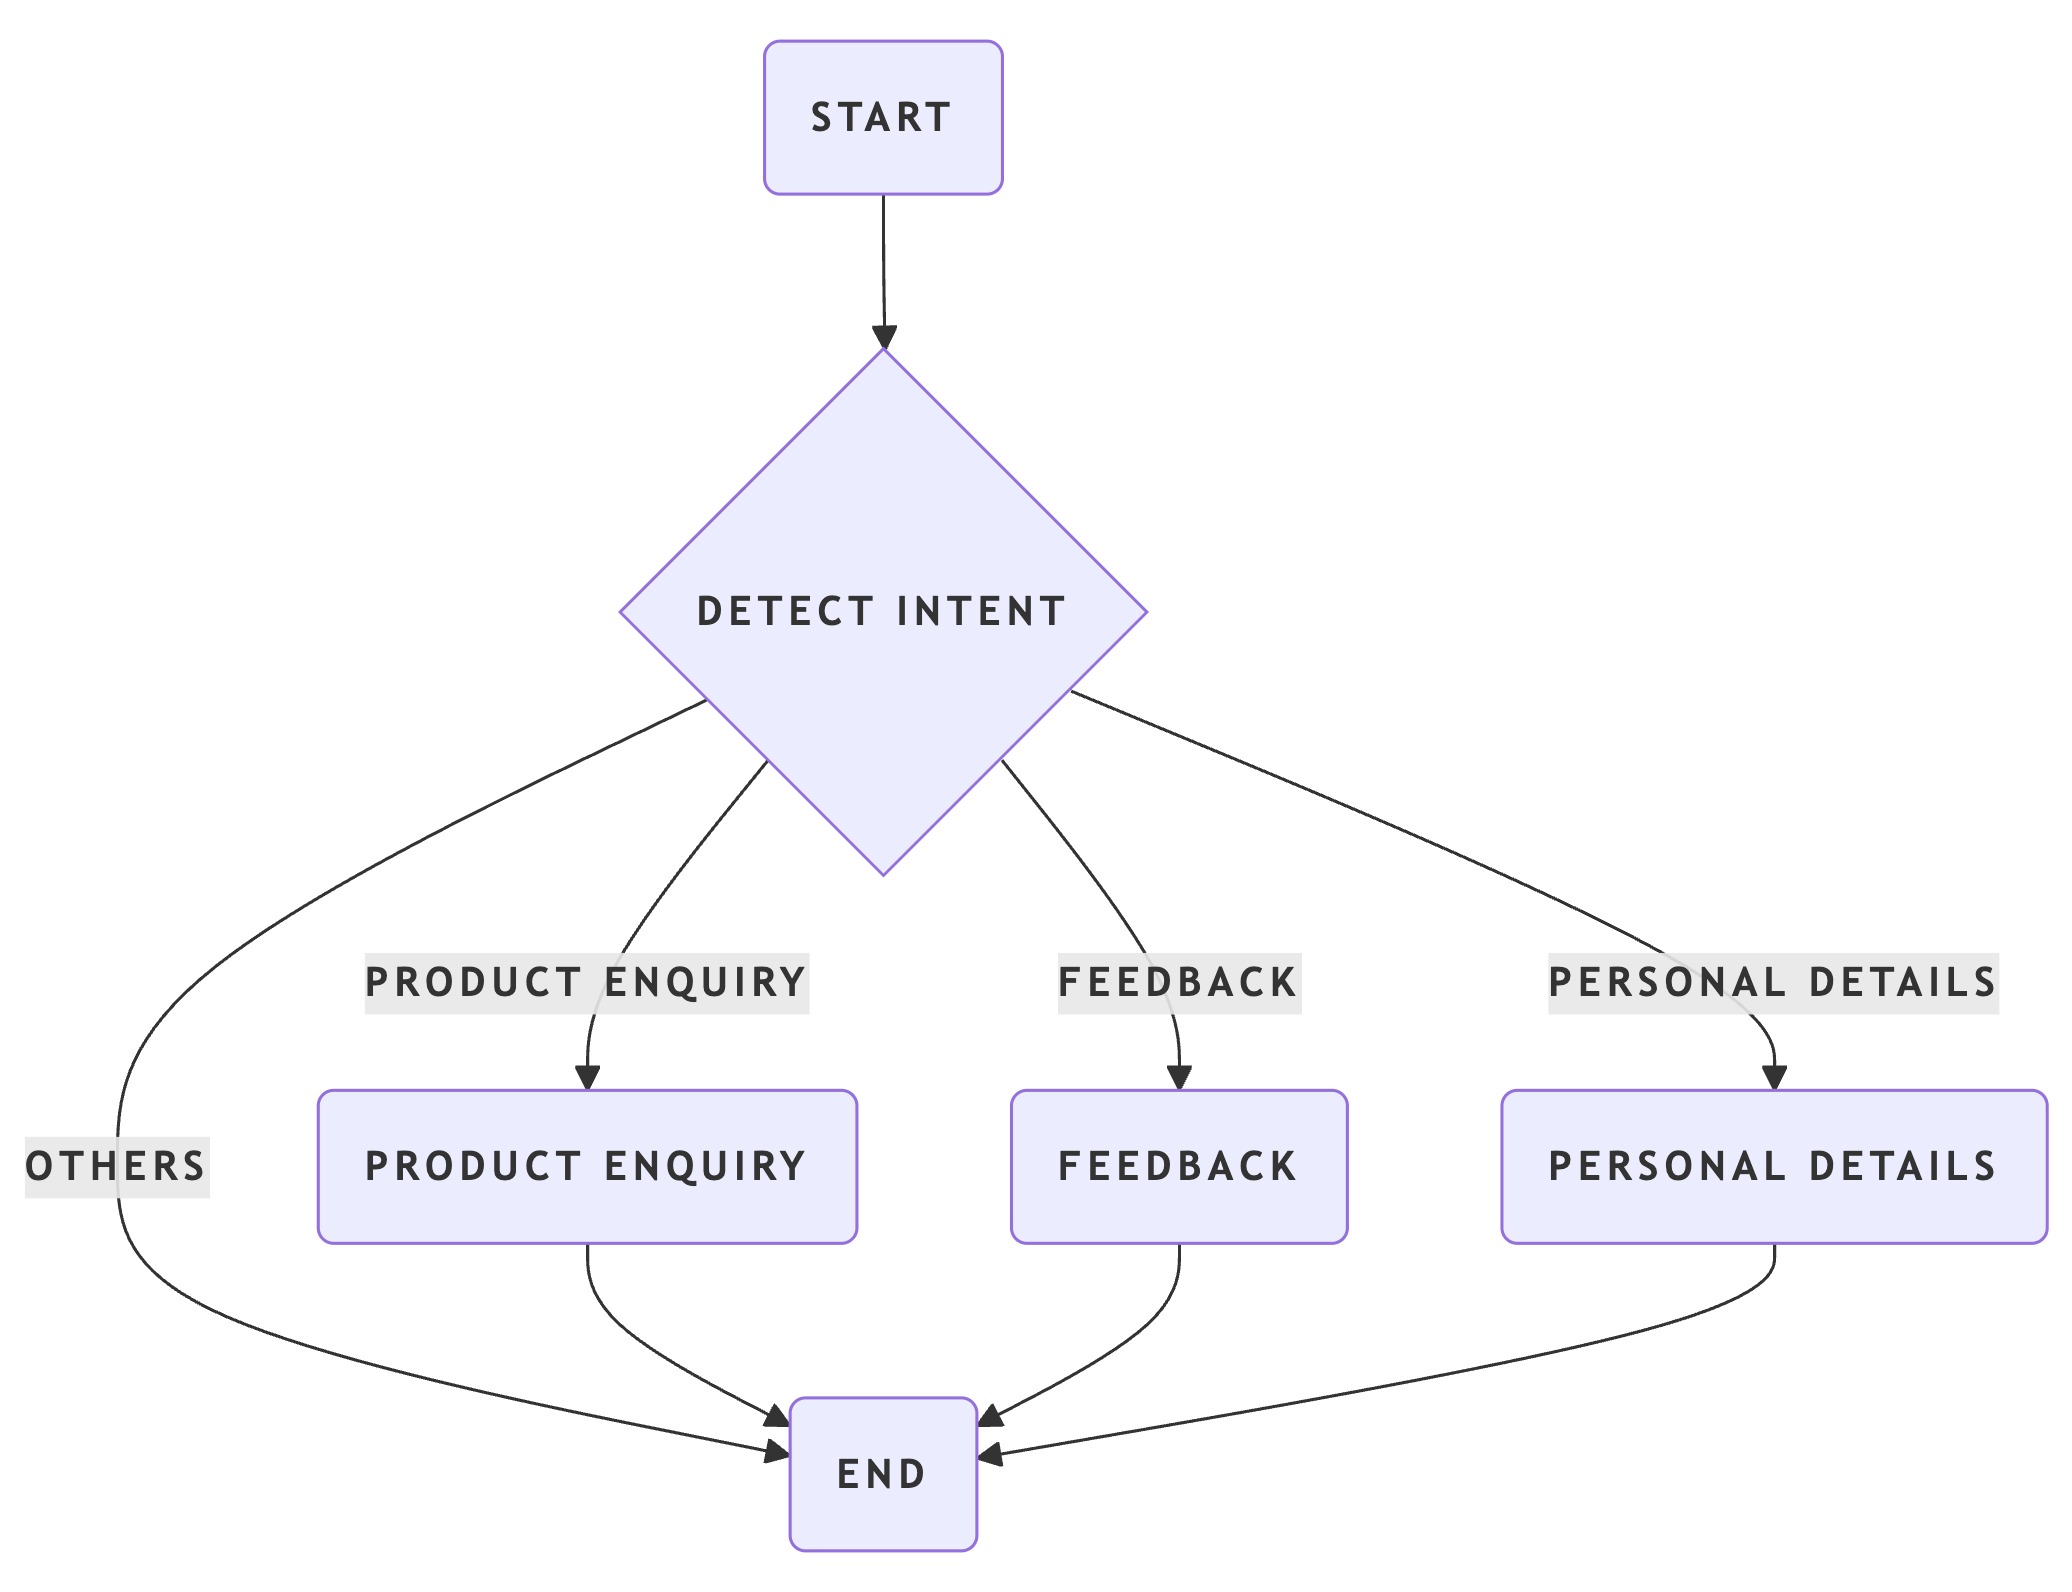 START
DETECT INTENT
PRODUCT ENQUIRY
FEEDBACK
PERSONAL DETAILS
OTHERS
PRODUCT ENQUIRY
FEEDBACK
PERSONAL DETAILS
END